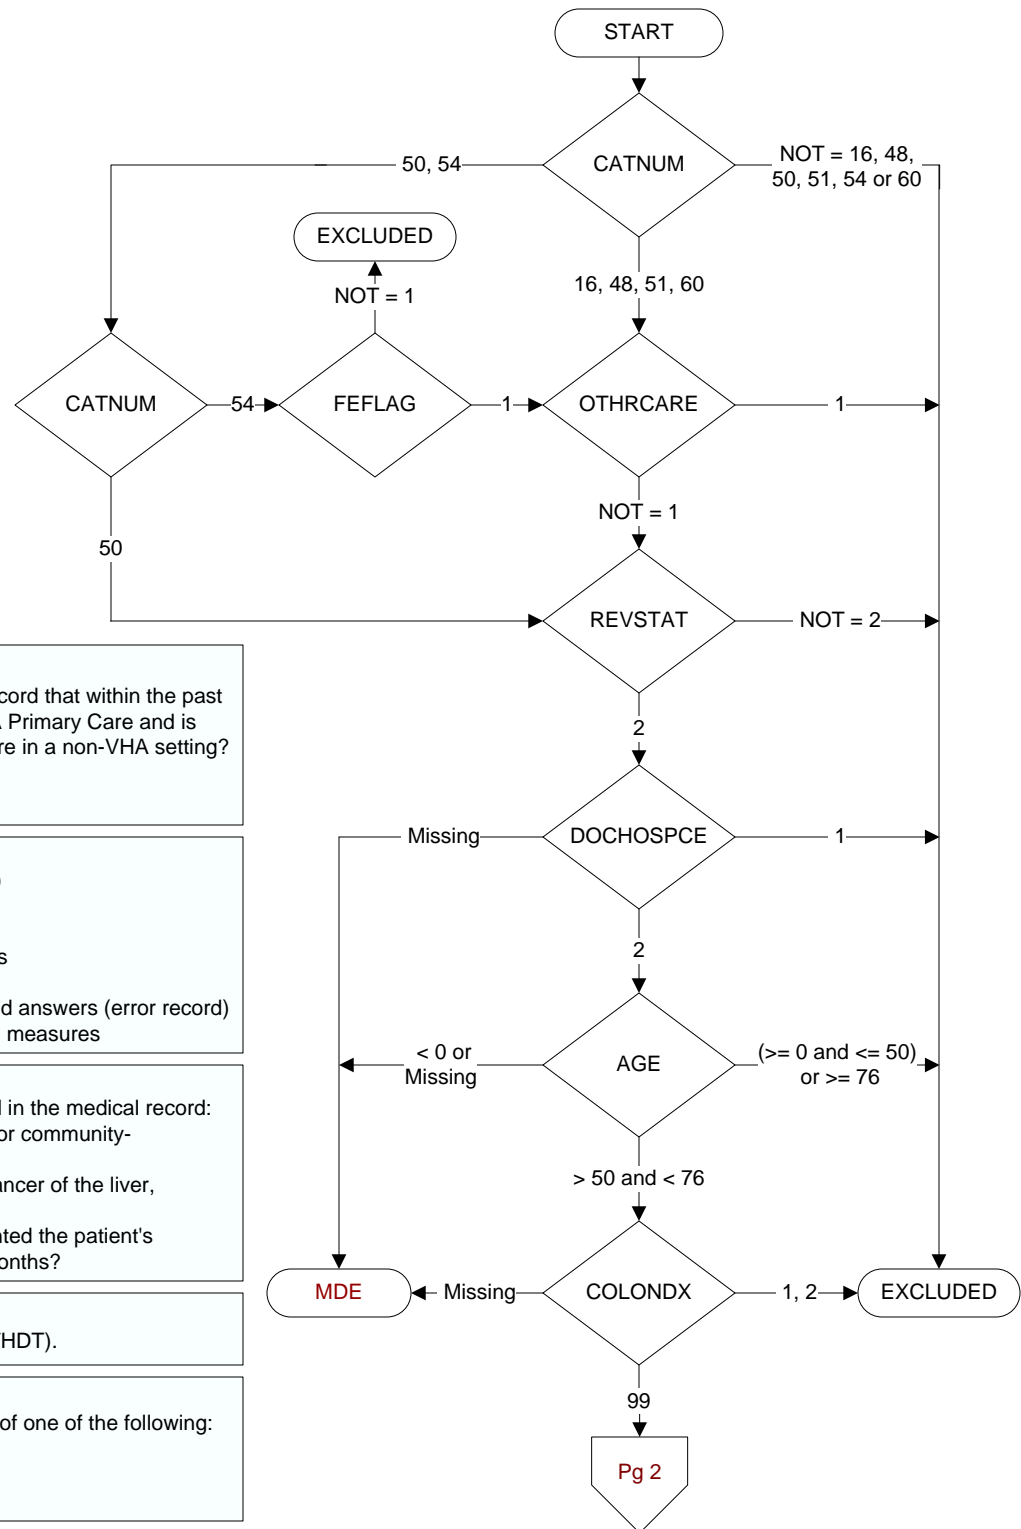 START
CATNUM
50, 54
NOT = 16, 48,
50, 51, 54 or 60
EXCLUDED
NOT = 1
16, 48, 51, 60
CATNUM
54
FEFLAG
1
OTHRCARE
1
NOT = 1
50
REVSTAT
NOT = 2
2
cord that within the past
A Primary Care and is
re in a non-VHA setting?
Missing
DOCHOSPCE
1
2
s
d answers (error record)
measures
< 0 or
Missing
AGE
(>= 0 and <= 50)
or >= 76
> 50 and < 76
d in the medical record:
or community-
ancer of the liver,
nted the patient's
onths?
MDE
Missing
COLONDX
1, 2
EXCLUDED
THDT).
99
of one of the following:
Pg 2